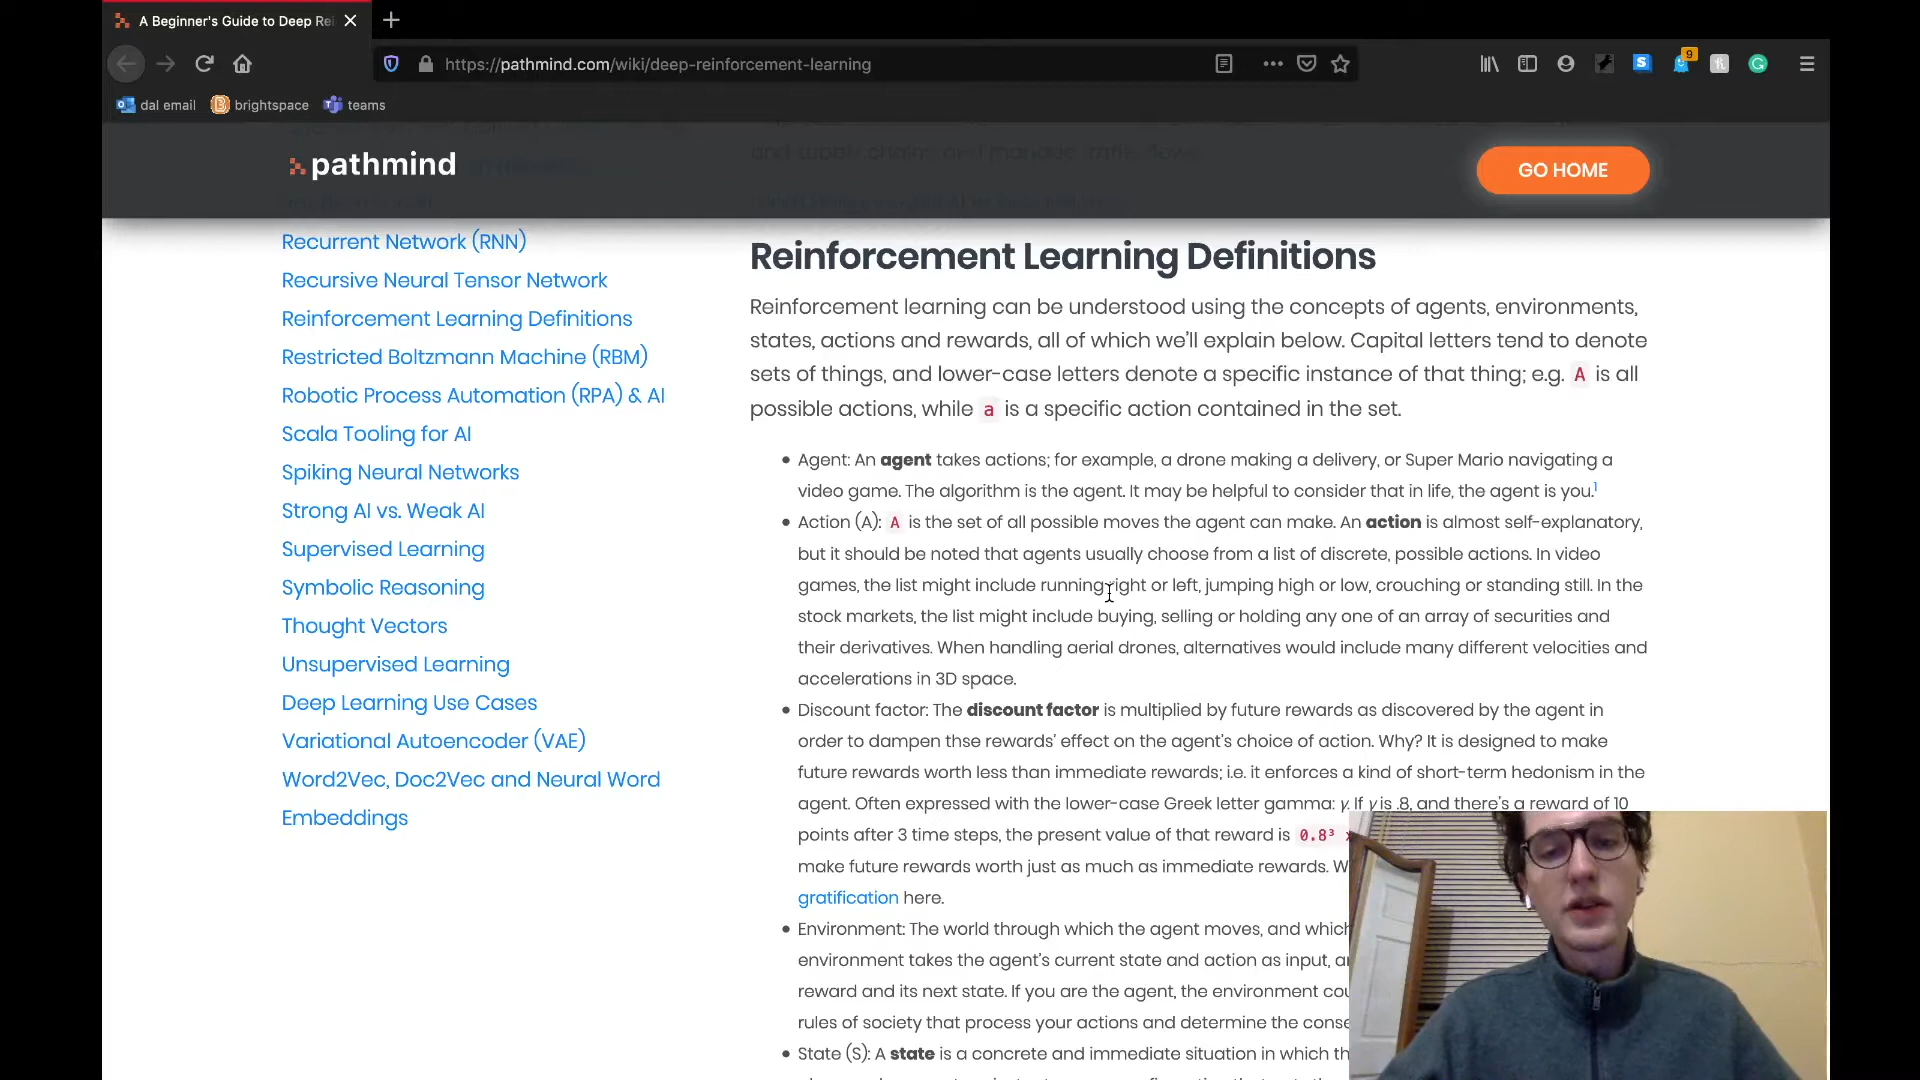 A Beginner's Guide to Deep Rei
https://pathmind.com/wiki/deep-reinforcement-learning
9
dal email
brightspace
teams
pathmind
GO HOME
Recurrent Network (RNN)
Recursive Neural Tensor Network
Reinforcement Learning Definitions
Restricted Boltzmann Machine (RBM)
Robotic Process Automation (RPA) & AI
Scala Tooling for AI
Spiking Neural Networks
Strong AI vs. Weak AI
Supervised Learning
Symbolic Reasoning
Thought Vectors
Unsupervised Learning
Deep Learning Use Cases
Variational Autoencoder (VAE)
Word2Vec, Doc2Vec and Neural Word
Embeddings
Reinforcement Learning Definitions
Reinforcement learning can be understood using the concepts of agents, environments,
states, actions and rewards, all of which we'll explain below. Capital letters tend to denote
sets of things, and lower-case letters denote a specific instance of that thing; e.g. A is all
possible actions, while a is a specific action contained in the set.
• Agent: An agent takes actions; for example, a drone making a delivery, or Super Mario navigating a
video game. The algorithm is the agent. It may be helpful to consider that in life, the agent is you.¹
• Action (A): A is the set of all possible moves the agent can make. An action is almost self-explanatory,
but it should be noted that agents usually choose from a list of discrete, possible actions. In video
games, the list might include running right or left, jumping high or low, crouching or standing still. In the
stock markets, the list might include buying, selling or holding any one of an array of securities and
their derivatives. When handling aerial drones, alternatives would include many different velocities and
accelerations in 3D space.
• Discount factor: The discount factor is multiplied by future rewards as discovered by the agent in
order to dampen thse rewards' effect on the agent's choice of action. Why? It is designed to make
future rewards worth less than immediate rewards; i.e. it enforces a kind of short-term hedonism in the
agent. Often expressed with the lower-case Greek letter gamma: γ. If γ is .8, and there's a reward of 10
points after 3 time steps, the present value of that reward is 0.8³
make future rewards worth just as much as immediate rewards. W
gratification here.
• Environment: The world through which the agent moves, and which
environment takes the agent's current state and action as input, a
reward and its next state. If you are the agent, the environment cou
rules of society that process your actions and determine the conse
• State (S): A state is a concrete and immediate situation in which th